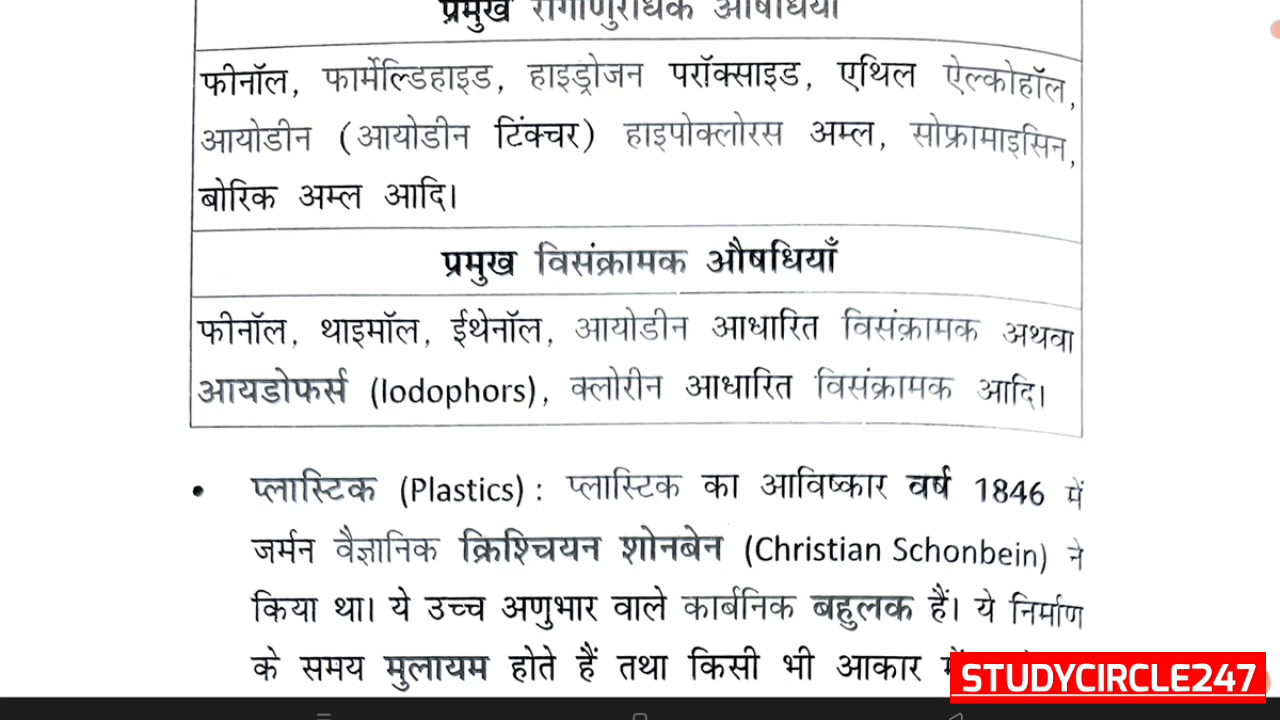 प्रमुख रोगाणुरोधक औषधियाँ
फीनॉल, फार्मेल्डिहाइड, हाइड्रोजन परॉक्साइड, एथिल ऐल्कोहॉल,
आयोडीन (आयोडीन टिंक्चर) हाइपोक्लोरस अम्ल, सोफ्रामाइसिन,
बोरिक अम्ल आदि।
प्रमुख विसंक्रामक औषधियाँ
फीनॉल, थाइमॉल, ईथेनॉल, आयोडीन आधारित विसंक्रामक अथवा
आयडोफर्स (Iodophors), क्लोरीन आधारित विसंक्रामक आदि।
• प्लास्टिक (Plastics) : प्लास्टिक का आविष्कार वर्ष 1846 में
जर्मन वैज्ञानिक क्रिश्चियन शोनबेन (Christian Schonbein) ने
किया था। ये उच्च अणुभार वाले कार्बनिक बहुलक हैं। ये निर्माण
के समय मुलायम होते हैं तथा किसी भी आकार में
STUDYCIRCLE247